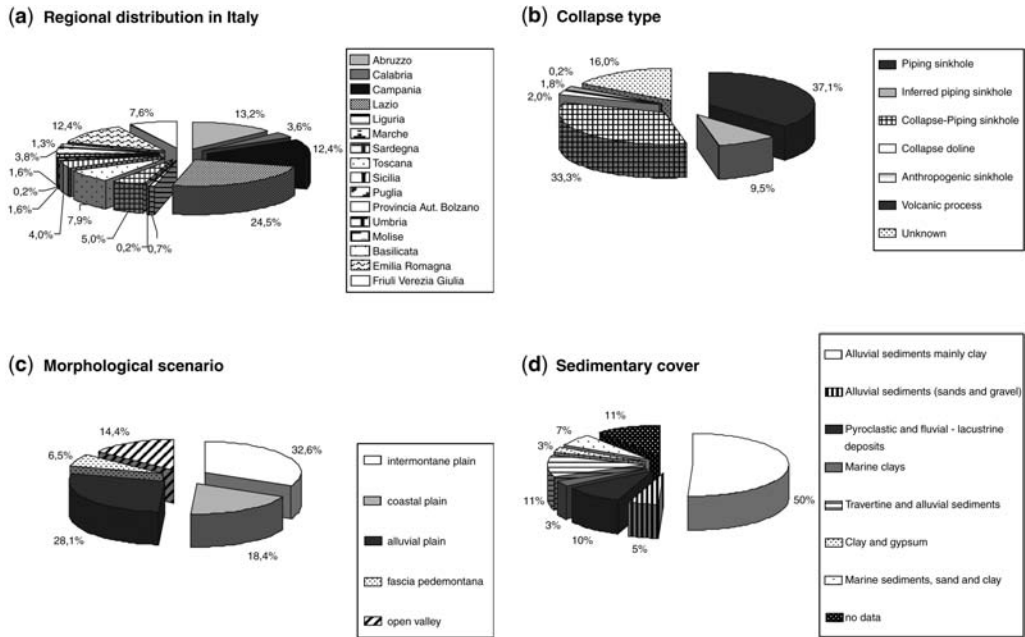 (a) Regional distribution in Italy
7,6%
13,2%
12,4%
3,6%
1,3%
12,4%
3,8%
1,6%
0,2%
1,6%
24,5%
7,9%
4,0%
5,0%
0,2%
0,7%
Abruzzo
Calabria
Campania
Lazio
Liguria
Marche
Sardegna
Toscana
Sicilia
Puglia
Provincia Aut. Bolzano
Umbria
Molise
Basilicata
Emilia Romagna
Friuli Verezia Giulia
(b) Collapse type
16,0%
0,2%
1,8%
2,0%
37,1%
33,3%
9,5%
Piping sinkhole
Inferred piping sinkhole
Collapse-Piping sinkhole
Collapse doline
Anthropogenic sinkhole
Volcanic process
Unknown
(c) Morphological scenario
14,4%
32,6%
6,5%
28,1%
18,4%
intermontane plain
coastal plain
alluvial plain
fascia pedemontana
open valley
(d) Sedimentary cover
11%
7%
3%
11%
50%
3%
10%
5%
Alluvial sediments mainly clay
Alluvial sediments (sands and gravel)
Pyroclastic and fluvial - lacustrine
deposits
Marine clays
Travertine and alluvial sediments
Clay and gypsum
Marine sediments, sand and clay
no data